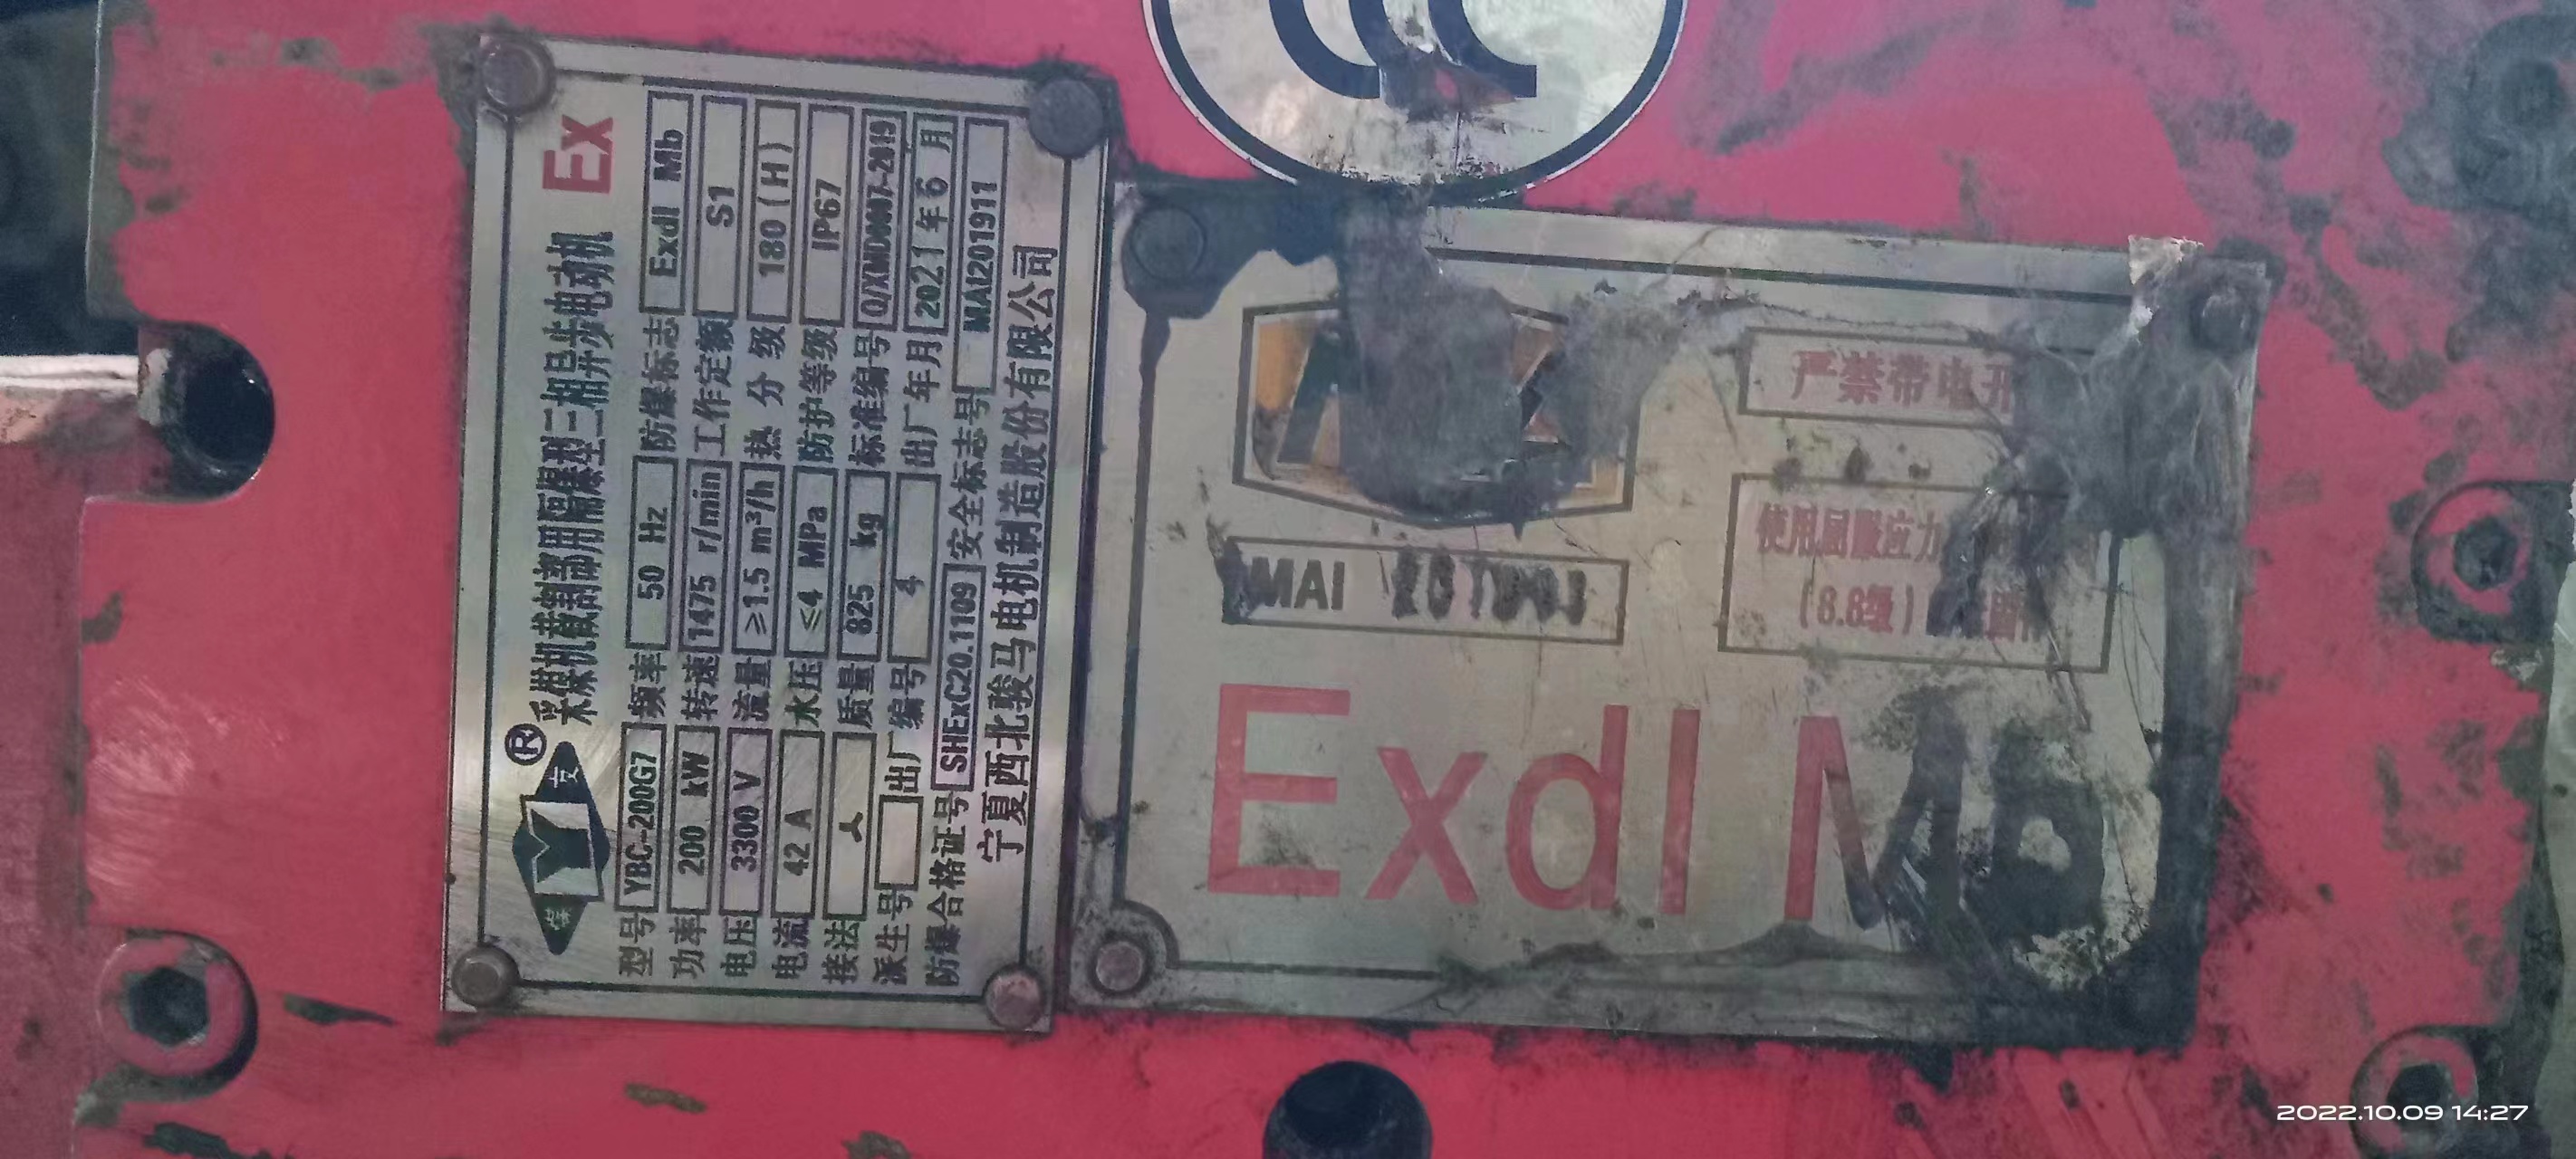 Ex
采煤机截割部用隔爆型三相异步电动机
®
型号 YBC-200G7 频率 50 Hz 防爆标志 ExdI Mb
功率 200 kW 转速 1475 r/min 工作定额 S1
电压 3300 V 流量 ≥1.5 m³/h 热分级 180(H)
电流 42 A 水压 ≤4 MPa 防护等级 IP67
接法 人 质量 825 kg 标准编号 Q/XMD0007-2019
派生号 出厂编号 4 出厂年月 2021年6月
防爆合格证号 SHExC20.1109 安全标志号 MAI201911
宁夏西北骏马电机制造股份有限公司
MAI
严禁带电开
使用屈服应力
(8.8级)
ExdI Mb
2022.10.09 14:27